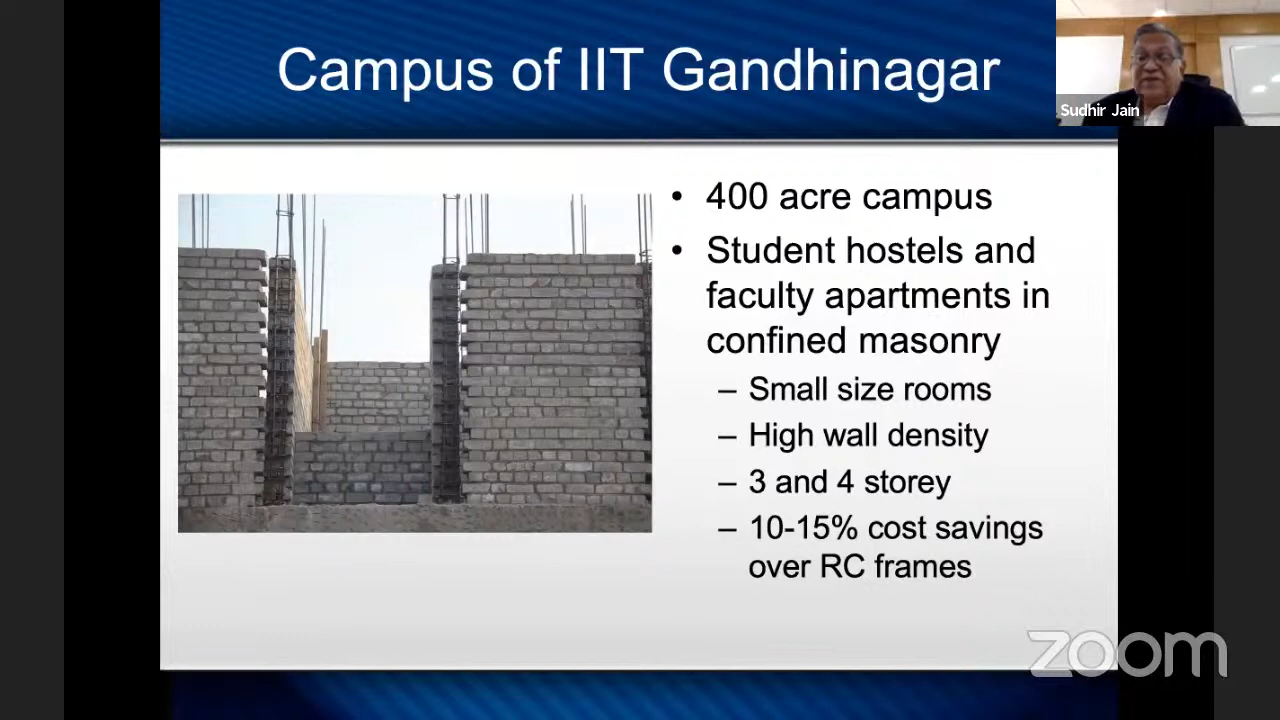 Campus of IIT Gandhinagar
Sudhir Jain
• 400 acre campus
• Student hostels and
faculty apartments in
confined masonry
– Small size rooms
– High wall density
– 3 and 4 storey
– 10-15% cost savings
over RC frames
zoom